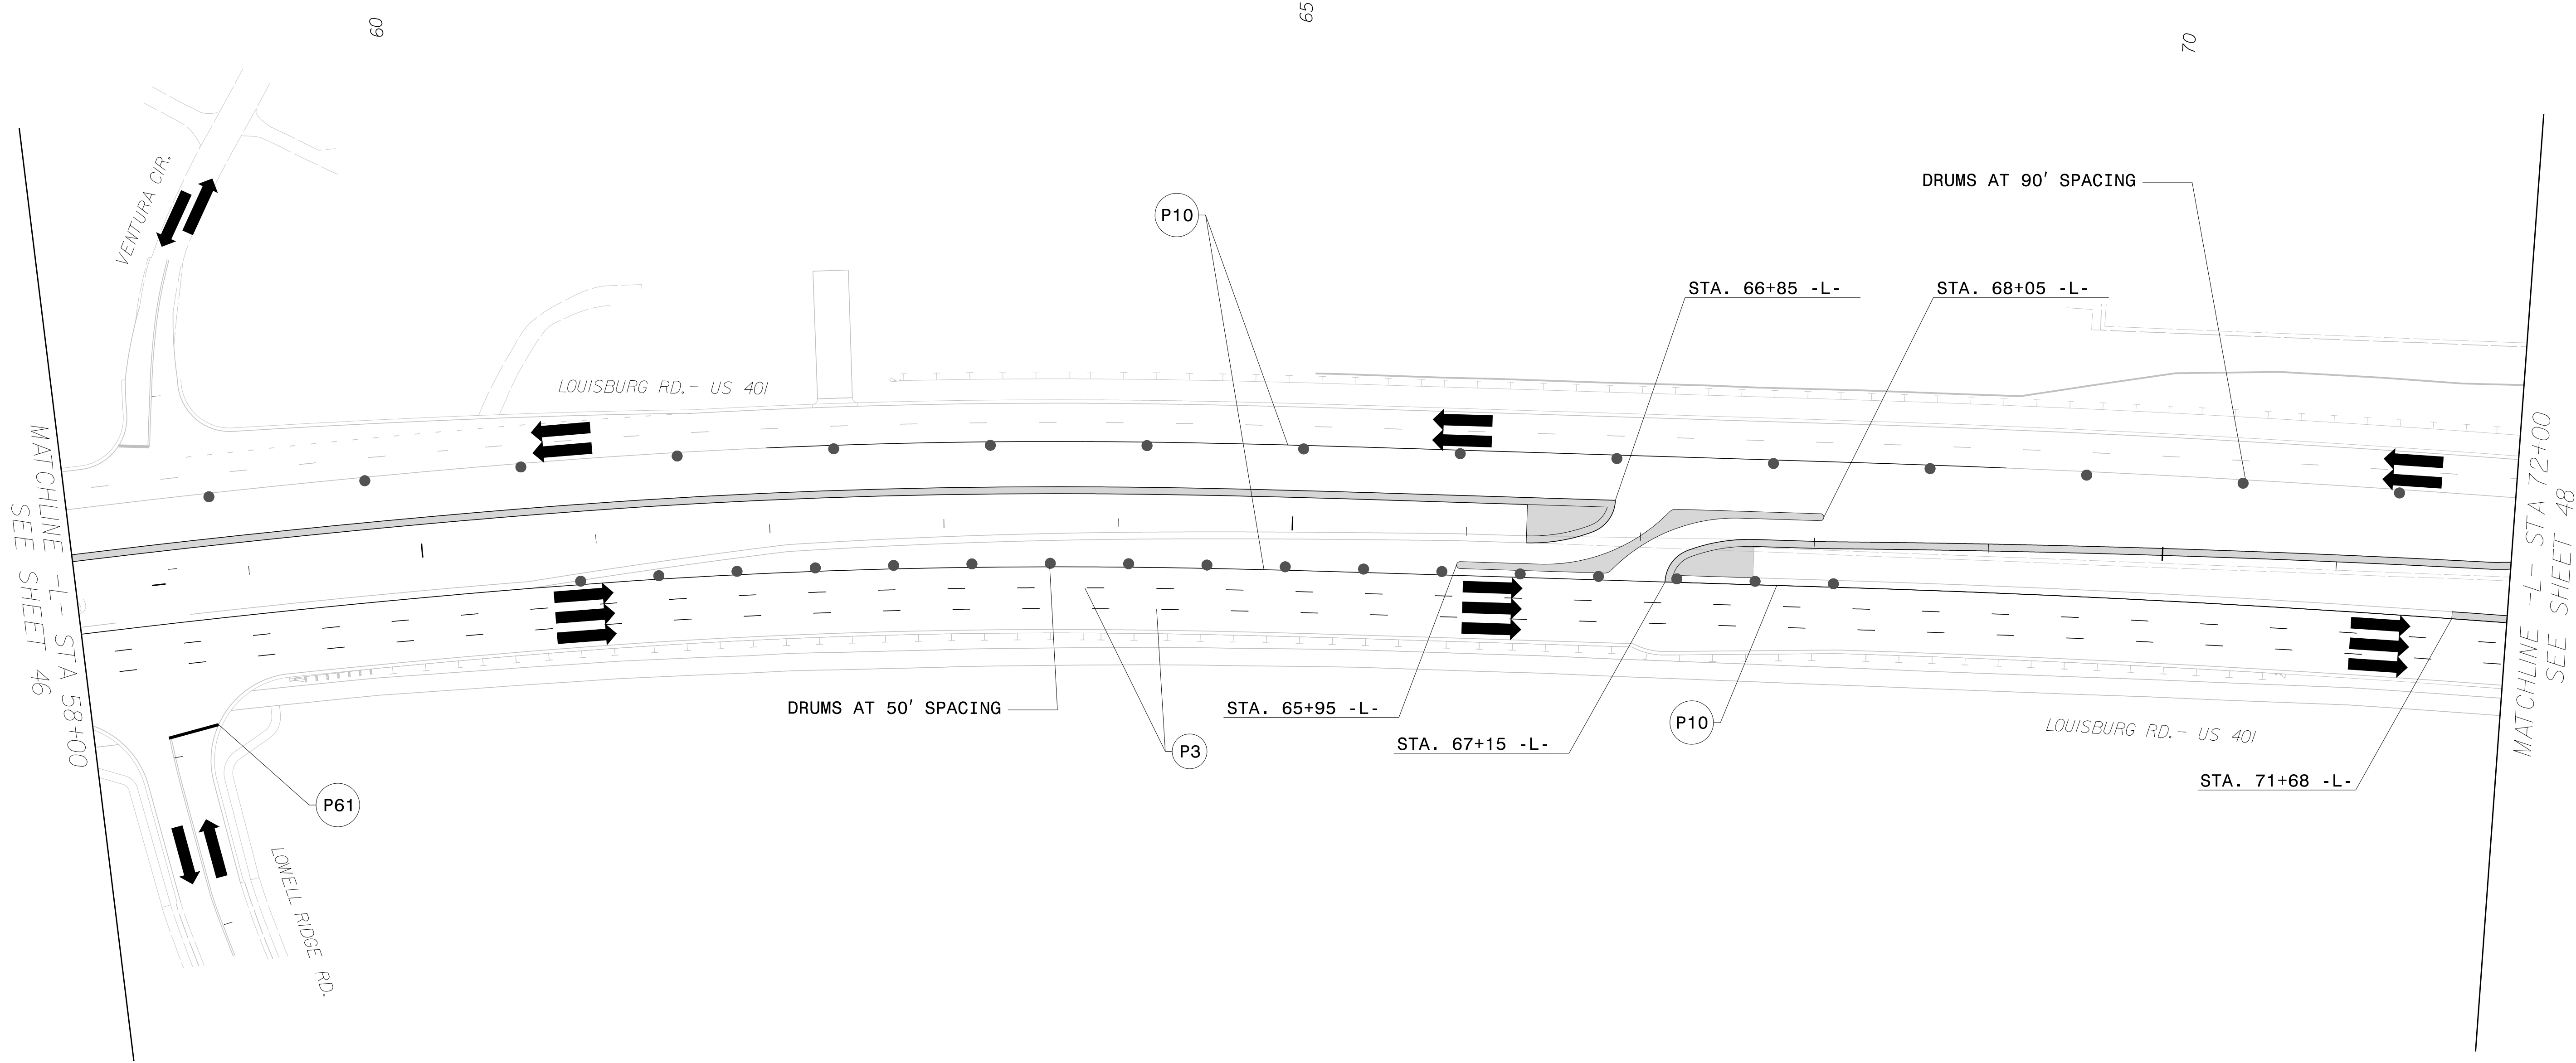 60
65
70
VENTURA CIR.
P10
DRUMS AT 90' SPACING
STA. 66+85 -L-
STA. 68+05 -L-
LOUISBURG RD.- US 401
MATCHLINE -L- STA 58+00
SEE SHEET 46
MATCHLINE -L- STA 72+00
SEE SHEET 48
DRUMS AT 50' SPACING
STA. 65+95 -L-
P3
STA. 67+15 -L-
P10
LOUISBURG RD.- US 401
STA. 71+68 -L-
P61
LOWELL RIDGE RD.